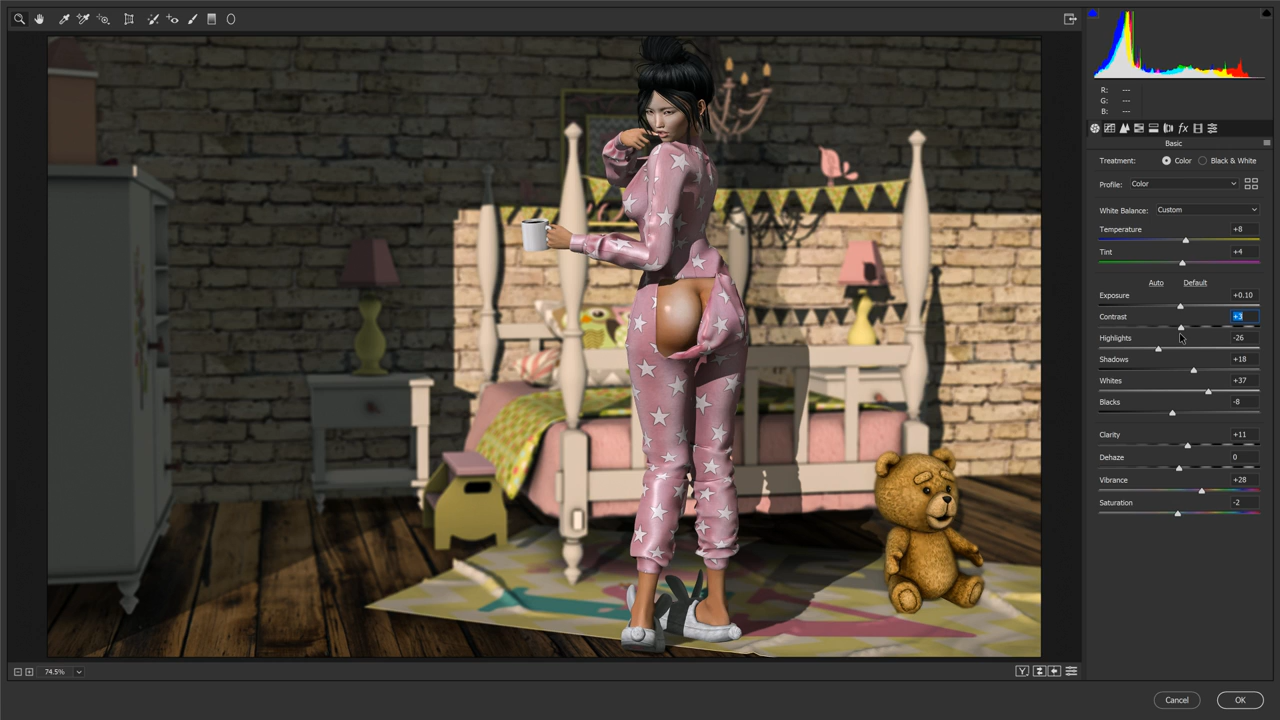 R: ---
G: ---
B: ---
fx
Basic
Treatment: Color Black & White
Profile: Color
White Balance: Custom
Temperature +8
Tint +4
Auto Default
Exposure +0.10
Contrast +3
Highlights -26
Shadows +18
Whites +37
Blacks -8
Clarity +11
Dehaze 0
Vibrance +28
Saturation -2
74.5%
Y
Cancel OK